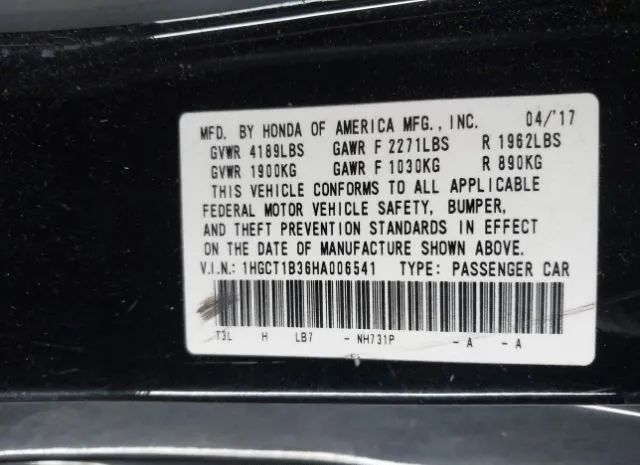 MFD. BY HONDA OF AMERICA MFG., INC. 04/'17
GVWR 4189LBS GAWR F 2271LBS R 1962LBS
GVWR 1900KG GAWR F 1030KG R 890KG
THIS VEHICLE CONFORMS TO ALL APPLICABLE
FEDERAL MOTOR VEHICLE SAFETY, BUMPER,
AND THEFT PREVENTION STANDARDS IN EFFECT
ON THE DATE OF MANUFACTURE SHOWN ABOVE.
V.I.N.: 1HGCT1B36HA006541 TYPE: PASSENGER CAR
T3L H LB7 - NH731P - A - A